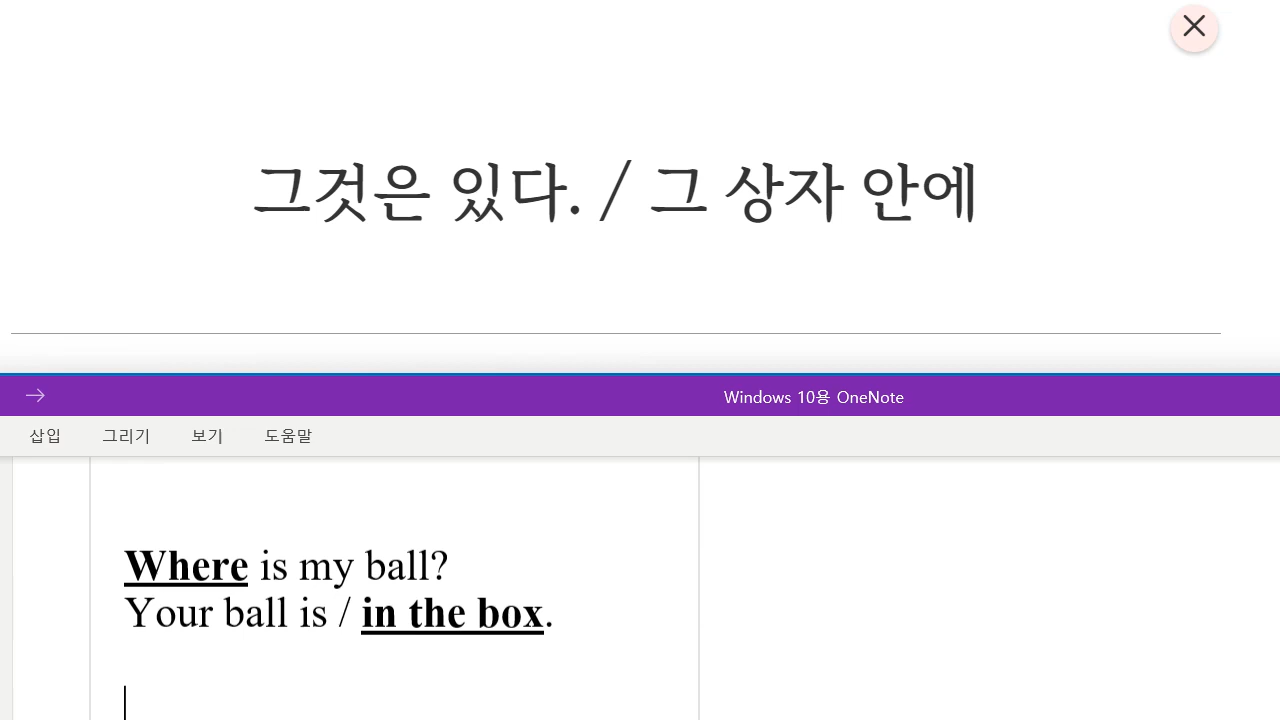 그것은 있다. / 그 상자 안에
Windows 10용 OneNote
삽입 그리기 보기 도움말
Where is my ball?
Your ball is / in the box.